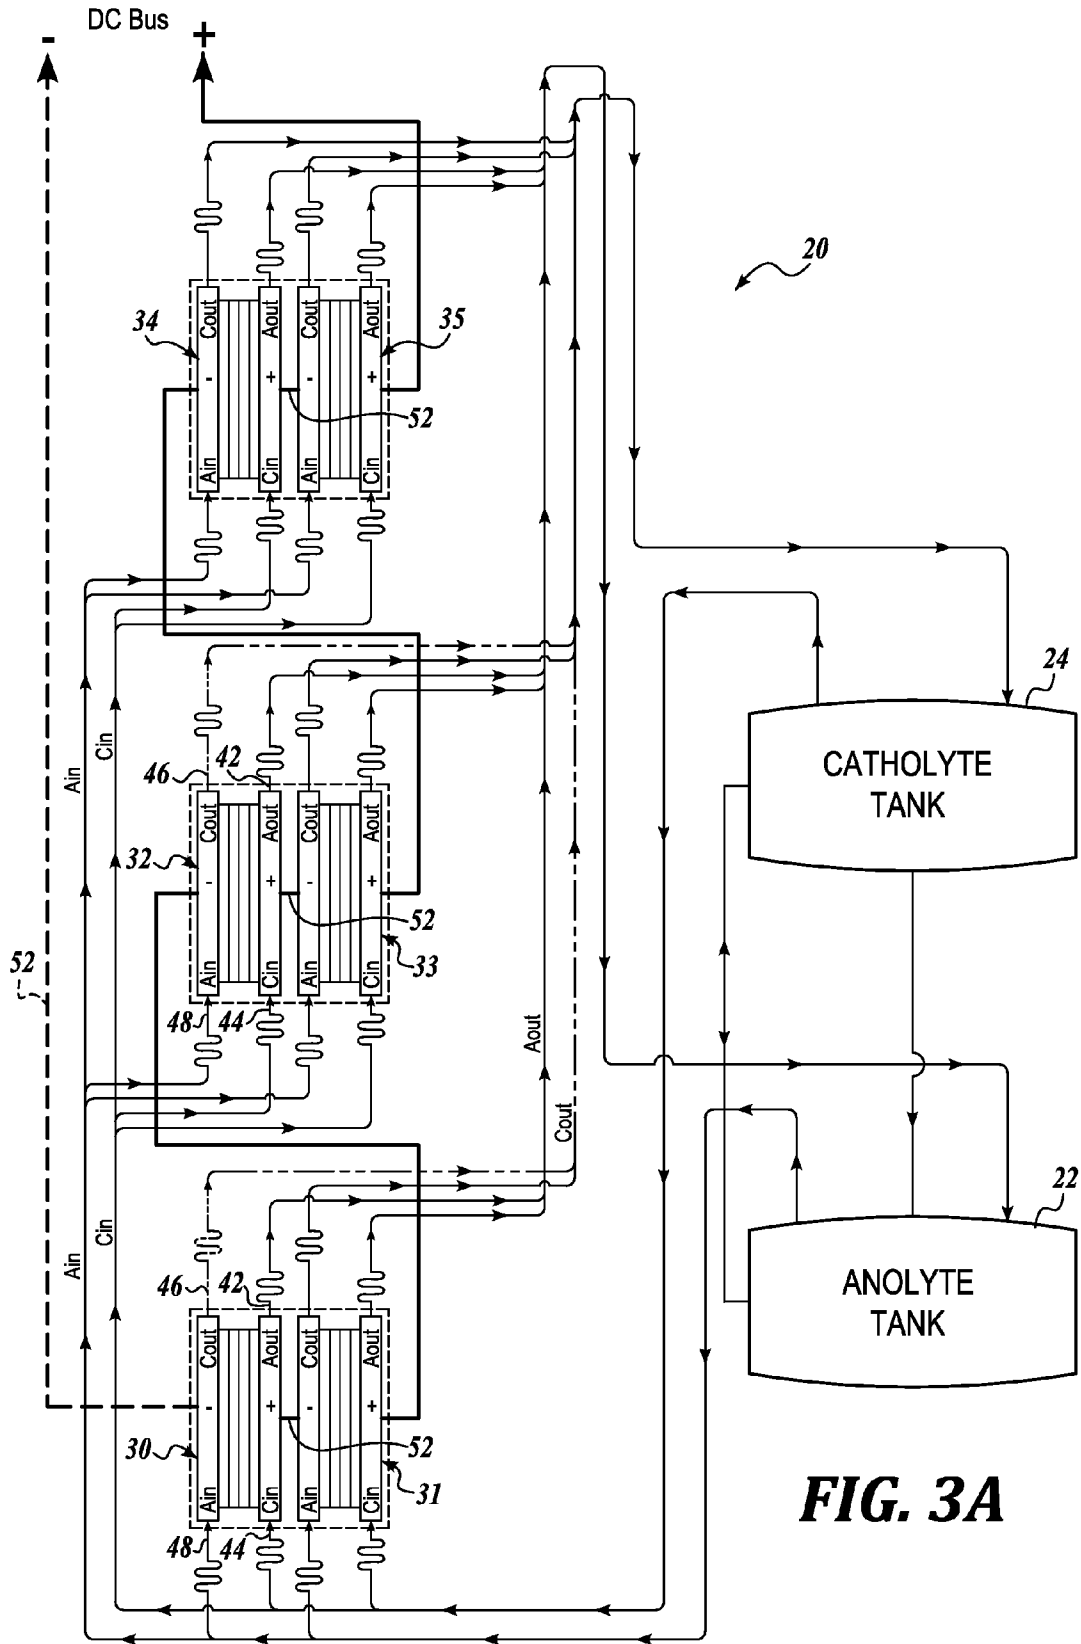 - DC Bus +
20
34 Cout Aout Cout Aout 35
- + - +
52
Ain Cin Ain Cin
24
CATHOLYTE
TANK
Ain Cin
46 42
Cout Aout Cout Aout
32 - + - +
52
33
Ain Cin Ain Cin
48 44
52
Aout
Cout
22
ANOLYTE
TANK
Ain Cin
46 42
Cout Aout Cout Aout
- + - +
30 52
31
Ain Cin Ain Cin
48 44
FIG. 3A